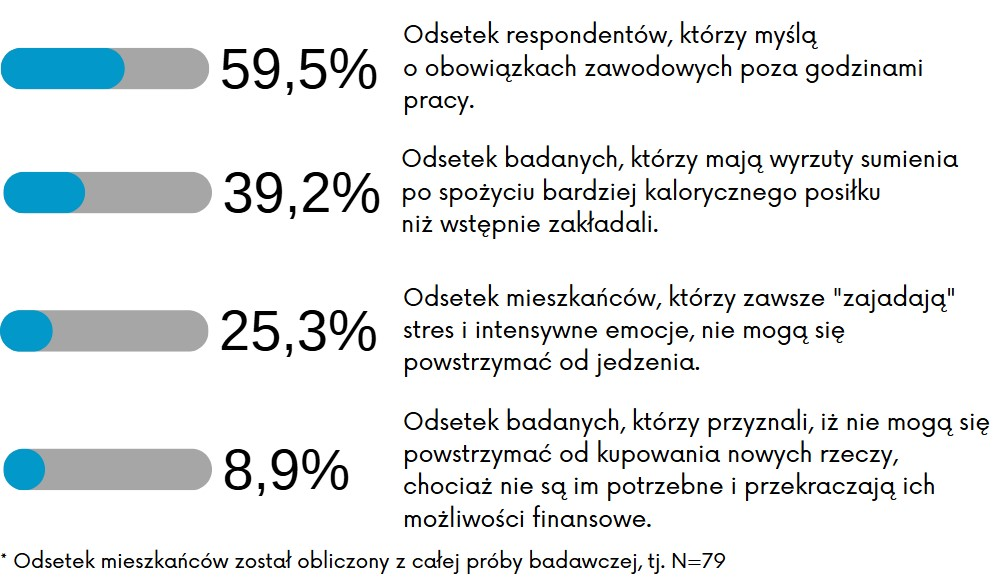 59,5%
Odsetek respondentów, którzy myślą
o obowiązkach zawodowych poza godzinami
pracy.
39,2%
Odsetek badanych, którzy mają wyrzuty sumienia
po spożyciu bardziej kalorycznego posiłku
niż wstępnie zakładali.
25,3%
Odsetek mieszkańców, którzy zawsze "zajadają"
stres i intensywne emocje, nie mogą się
powstrzymać od jedzenia.
8,9%
Odsetek badanych, którzy przyznali, iż nie mogą się
powstrzymać od kupowania nowych rzeczy,
chociaż nie są im potrzebne i przekraczają ich
możliwości finansowe.
* Odsetek mieszkańców został obliczony z całej próby badawczej, tj. N=79